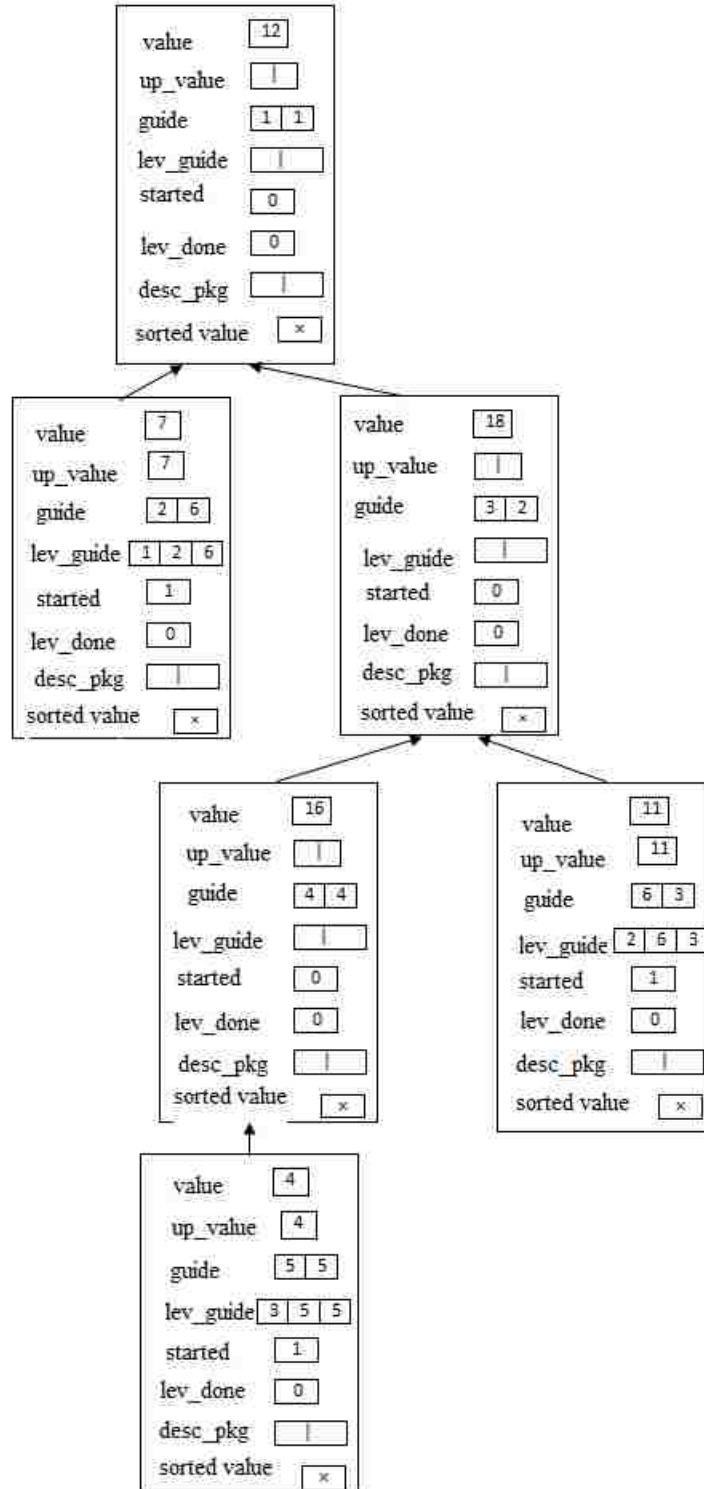 value 12
up_value |
guide 1 1
lev_guide |
started 0
lev_done 0
desc_pkg |
sorted value ×
value 7
up_value 7
guide 2 6
lev_guide 1 2 6
started 1
lev_done 0
desc_pkg |
sorted value ×
value 18
up_value |
guide 3 2
lev_guide |
started 0
lev_done 0
desc_pkg |
sorted value ×
value 16
up_value |
guide 4 4
lev_guide |
started 0
lev_done 0
desc_pkg |
sorted value ×
value 11
up_value 11
guide 6 3
lev_guide 2 6 3
started 1
lev_done 0
desc_pkg |
sorted value ×
value 4
up_value 4
guide 5 5
lev_guide 3 5 5
started 1
lev_done 0
desc_pkg |
sorted value ×